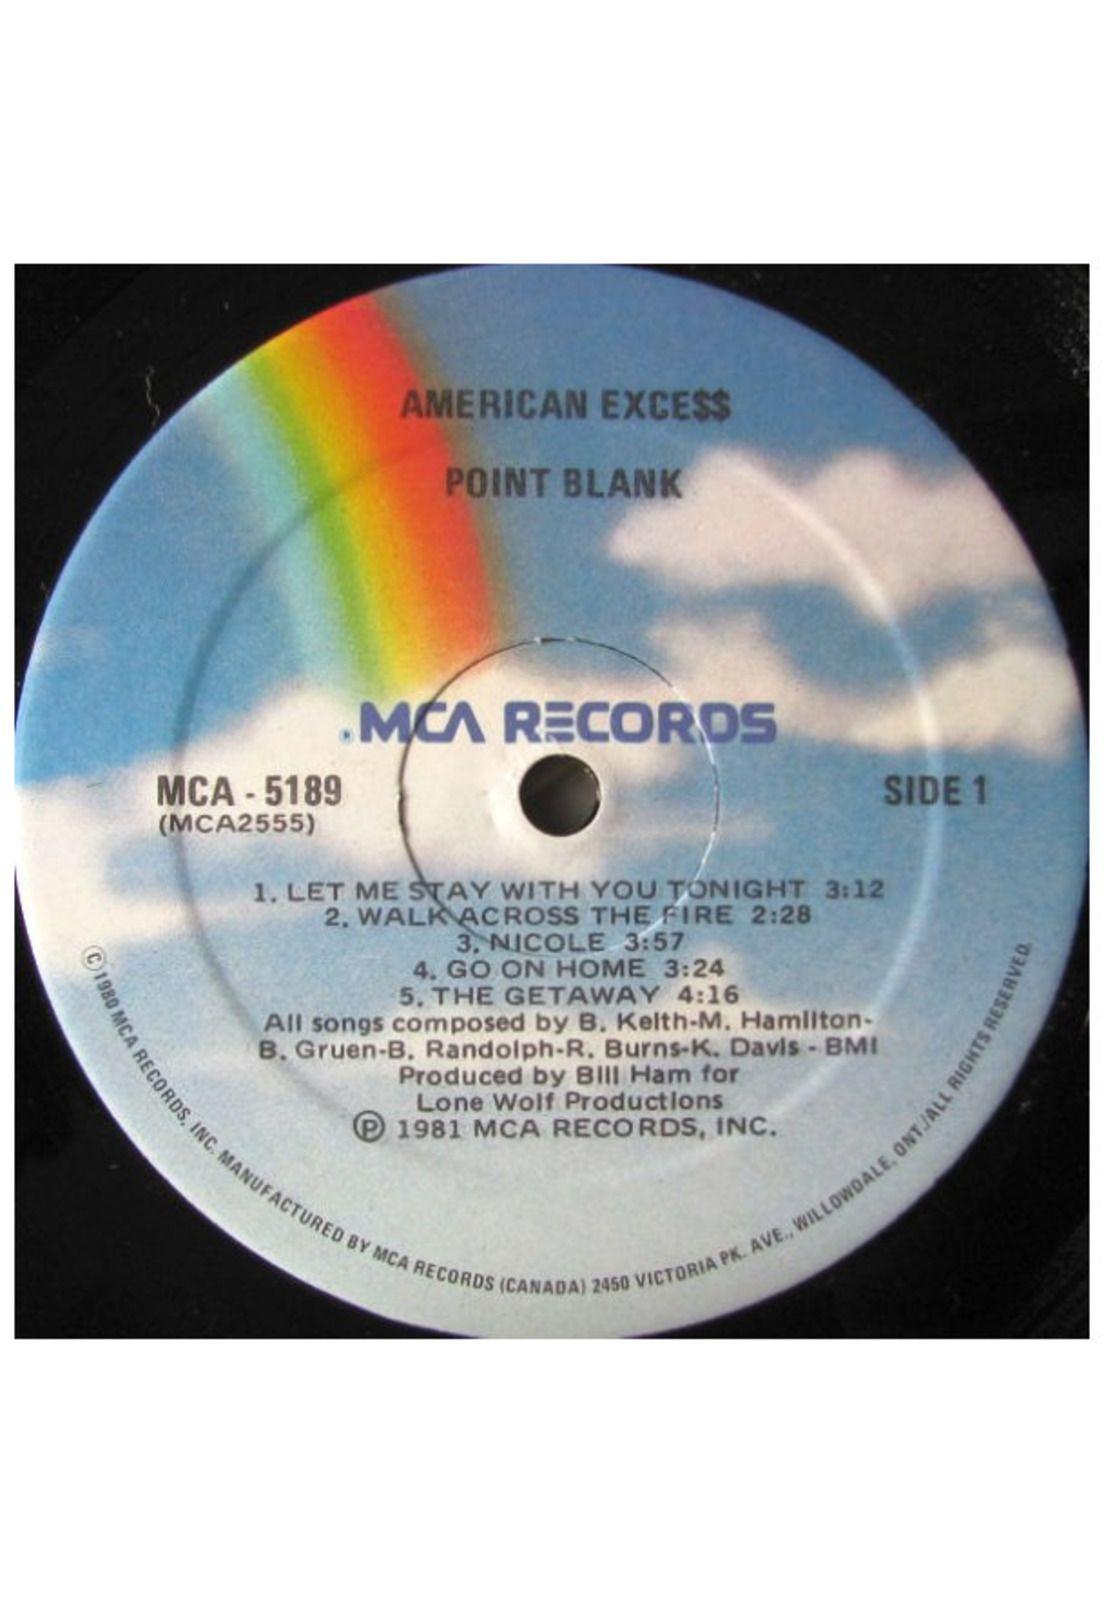 AMERICAN EXCE$$
POINT BLANK
® MCA RECORDS
MCA - 5189
(MCA2555)
SIDE 1
1. LET ME STAY WITH YOU TONIGHT 3:12
2. WALK ACROSS THE FIRE 2:28
3. NICOLE 3:57
4. GO ON HOME 3:24
5. THE GETAWAY 4:16
All songs composed by B. Keith-M. Hamilton-
B. Gruen-B. Randolph-R. Burns-K. Davis - BMI
Produced by Bill Ham for
Lone Wolf Productions
Ⓟ 1981 MCA RECORDS, INC.
© 1980 MCA RECORDS, INC. MANUFACTURED BY MCA RECORDS (CANADA) 2450 VICTORIA PK. AVE., WILLOWDALE, ONT./ALL RIGHTS RESERVED.